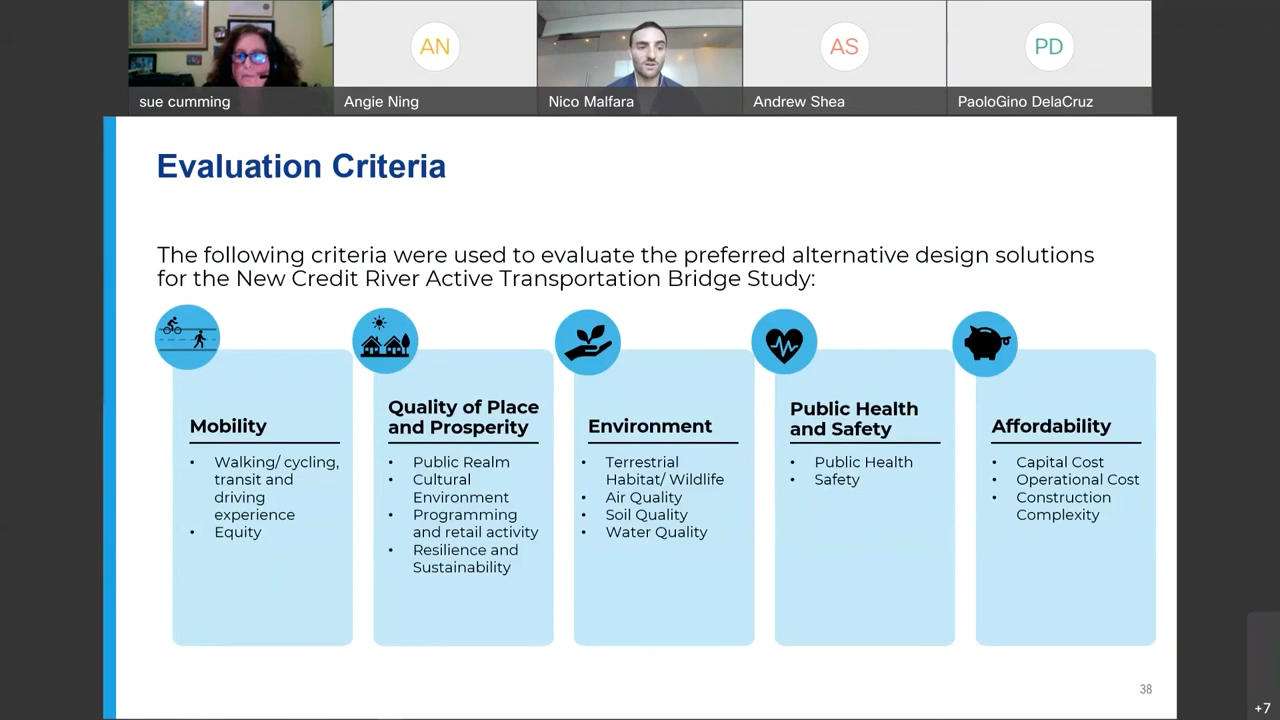 AN
AS
PD
sue cumming
Angie Ning
Nico Malfara
Andrew Shea
PaoloGino DelaCruz
Evaluation Criteria
The following criteria were used to evaluate the preferred alternative design solutions
for the New Credit River Active Transportation Bridge Study:
Mobility
• Walking/ cycling,
transit and
driving
experience
• Equity
Quality of Place
and Prosperity
• Public Realm
• Cultural
Environment
• Programming
and retail activity
• Resilience and
Sustainability
Environment
• Terrestrial
Habitat/ Wildlife
• Air Quality
• Soil Quality
• Water Quality
Public Health
and Safety
• Public Health
• Safety
Affordability
• Capital Cost
• Operational Cost
• Construction
Complexity
38
+7